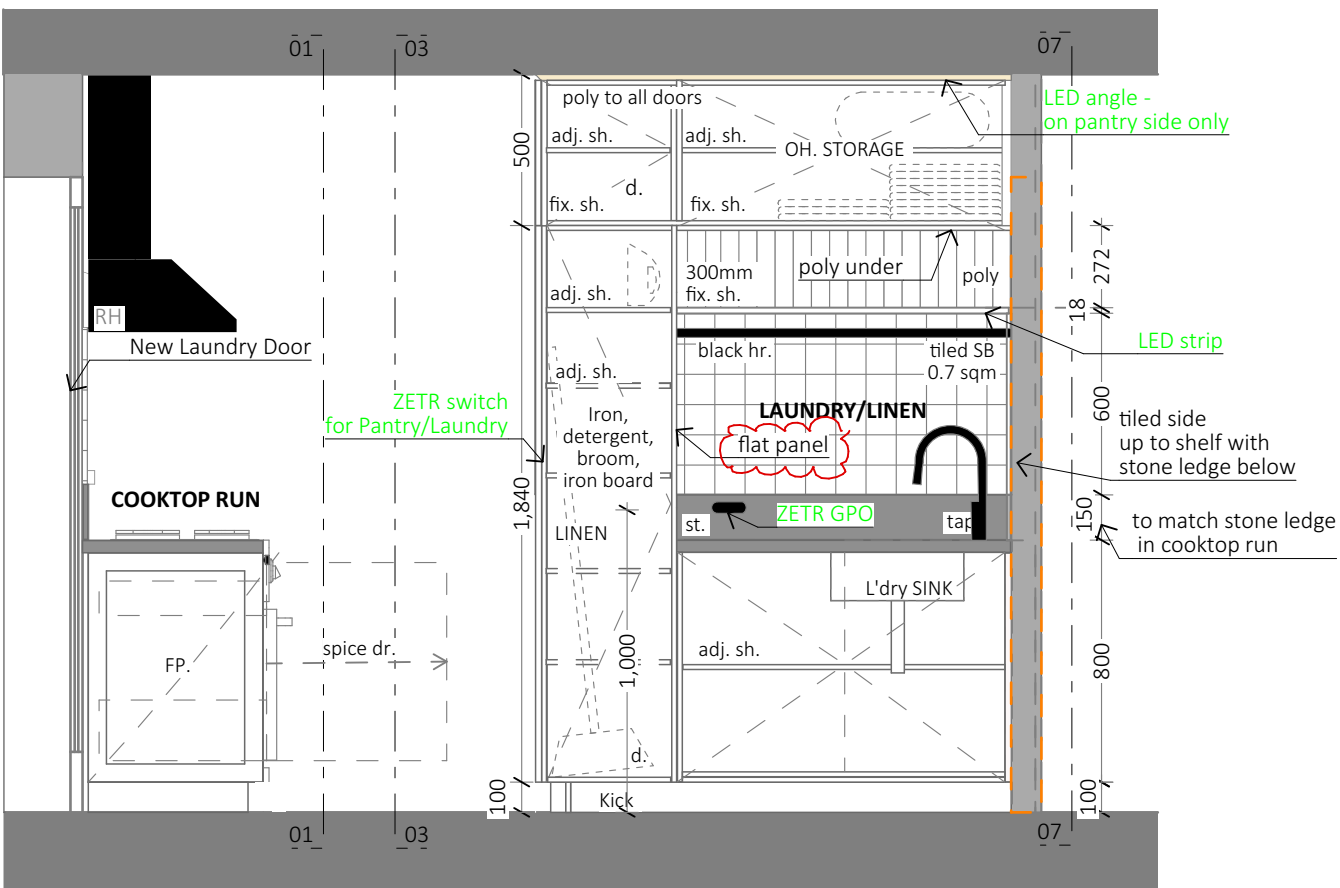 01
03
07
poly to all doors
LED angle -
on pantry side only
adj. sh.
adj. sh.
OH. STORAGE
500
d.
fix. sh.
fix. sh.
272
300mm
fix. sh.
poly under
poly
adj. sh.
18
RH
New Laundry Door
black hr.
tiled SB
0.7 sqm
LED strip
adj. sh.
ZETR switch
for Pantry/Laundry
Iron,
detergent,
broom,
iron board
LAUNDRY/LINEN
flat panel
600
tiled side
up to shelf with
stone ledge below
COOKTOP RUN
1,840
LINEN
st.
ZETR GPO
tap
150
to match stone ledge
in cooktop run
L'dry SINK
FP.
spice dr.
1,000
adj. sh.
800
d.
100
Kick
100
01
03
07